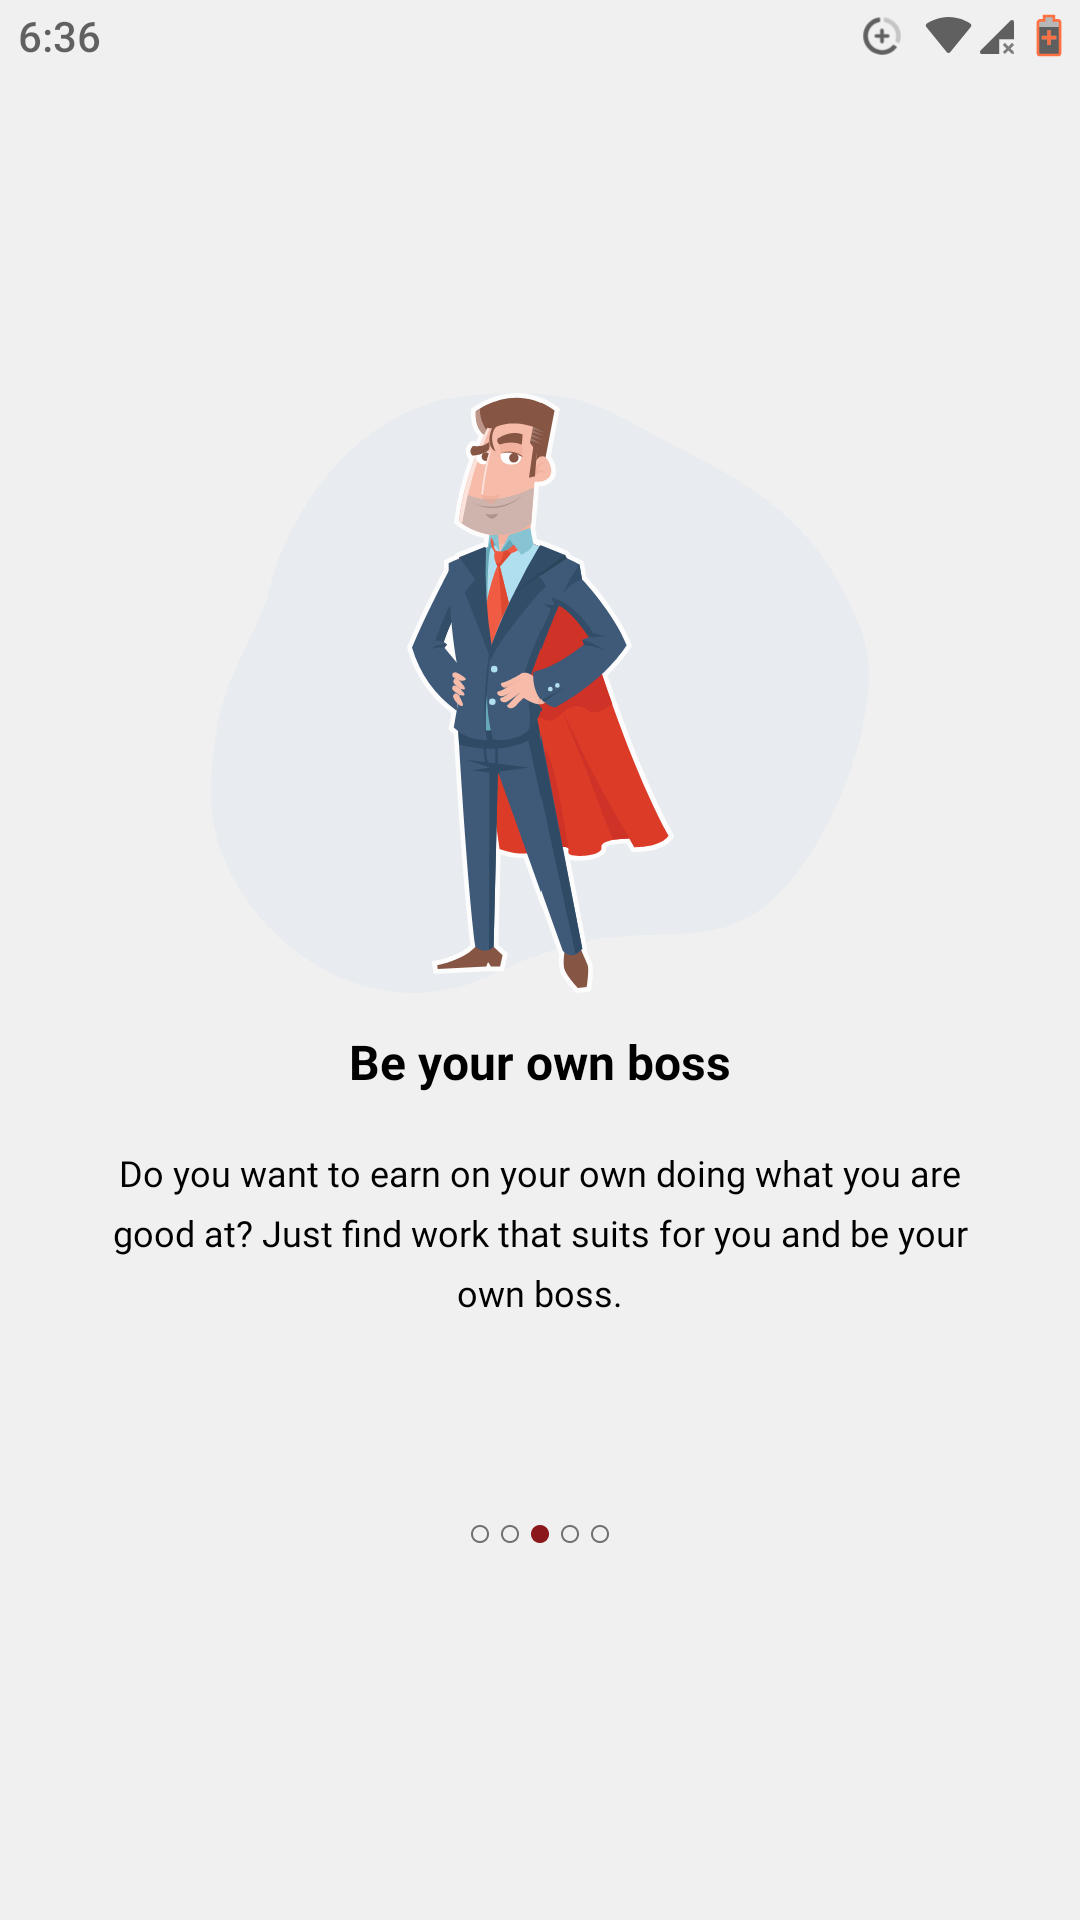 6:36
Be your own boss
Do you want to earn on your own doing what you are
good at? Just find work that suits for you and be your
own boss.